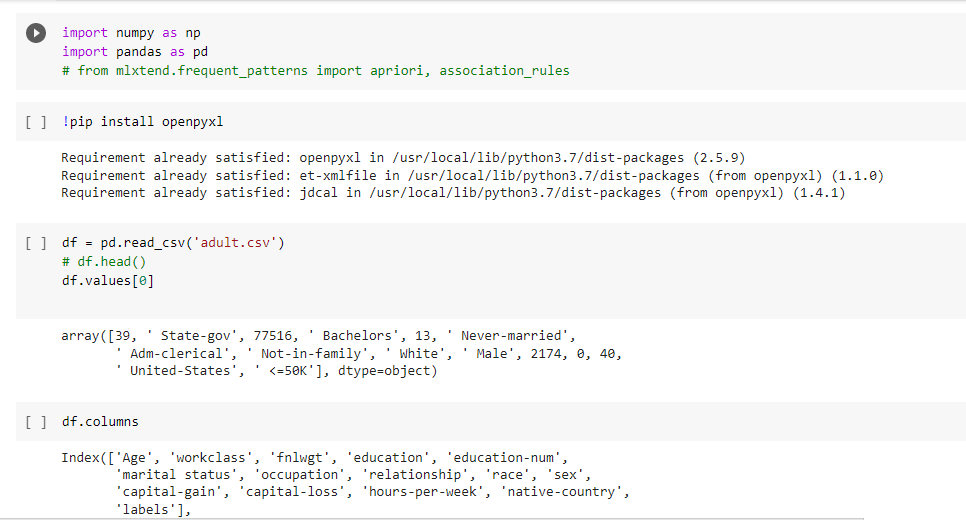 import numpy as np
import pandas as pd
# from mlxtend.frequent_patterns import apriori, association_rules
[ ] !pip install openpyxl
Requirement already satisfied: openpyxl in /usr/local/lib/python3.7/dist-packages (2.5.9)
Requirement already satisfied: et-xmlfile in /usr/local/lib/python3.7/dist-packages (from openpyxl) (1.1.0)
Requirement already satisfied: jdcal in /usr/local/lib/python3.7/dist-packages (from openpyxl) (1.4.1)
[ ] df = pd.read_csv('adult.csv')
# df.head()
df.values[0]
array([39, ' State-gov', 77516, ' Bachelors', 13, ' Never-married',
' Adm-clerical', ' Not-in-family', ' White', ' Male', 2174, 0, 40,
' United-States', ' <=50K'], dtype=object)
[ ] df.columns
Index(['Age', 'workclass', 'fnlwgt', 'education', 'education-num',
'marital status', 'occupation', 'relationship', 'race', 'sex',
'capital-gain', 'capital-loss', 'hours-per-week', 'native-country',
'labels'],